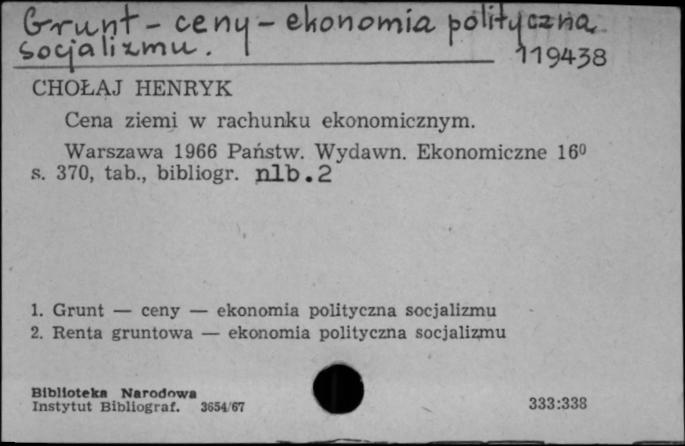 Grunt - ceny - ekonomia polityczna
socjalizmu.
119438
CHOŁAJ HENRYK
Cena ziemi w rachunku ekonomicznym.
Warszawa 1966 Państw. Wydawn. Ekonomiczne 16⁰
s. 370, tab., bibliogr. nlb.2
1. Grunt — ceny — ekonomia polityczna socjalizmu
2. Renta gruntowa — ekonomia polityczna socjalizmu
Biblioteka Narodowa
Instytut Bibliograf. 3654/67
333:338